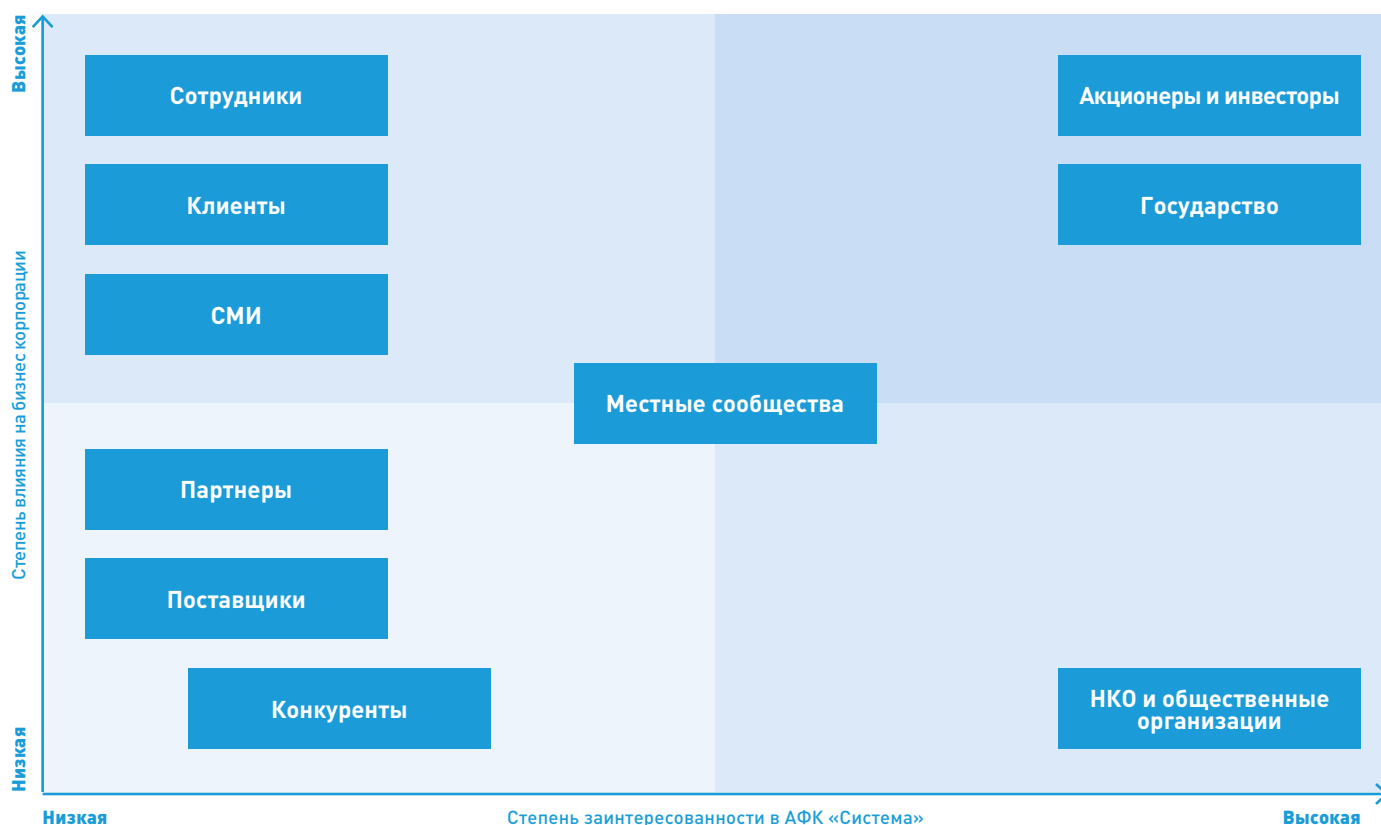 Высокая
Степень влияния на бизнес корпорации
Низкая
Сотрудники
Акционеры и инвесторы
Клиенты
Государство
СМИ
Местные сообщества
Партнеры
Поставщики
Конкуренты
НКО и общественные
организации
Низкая
Степень заинтересованности в АФК «Система»
Высокая